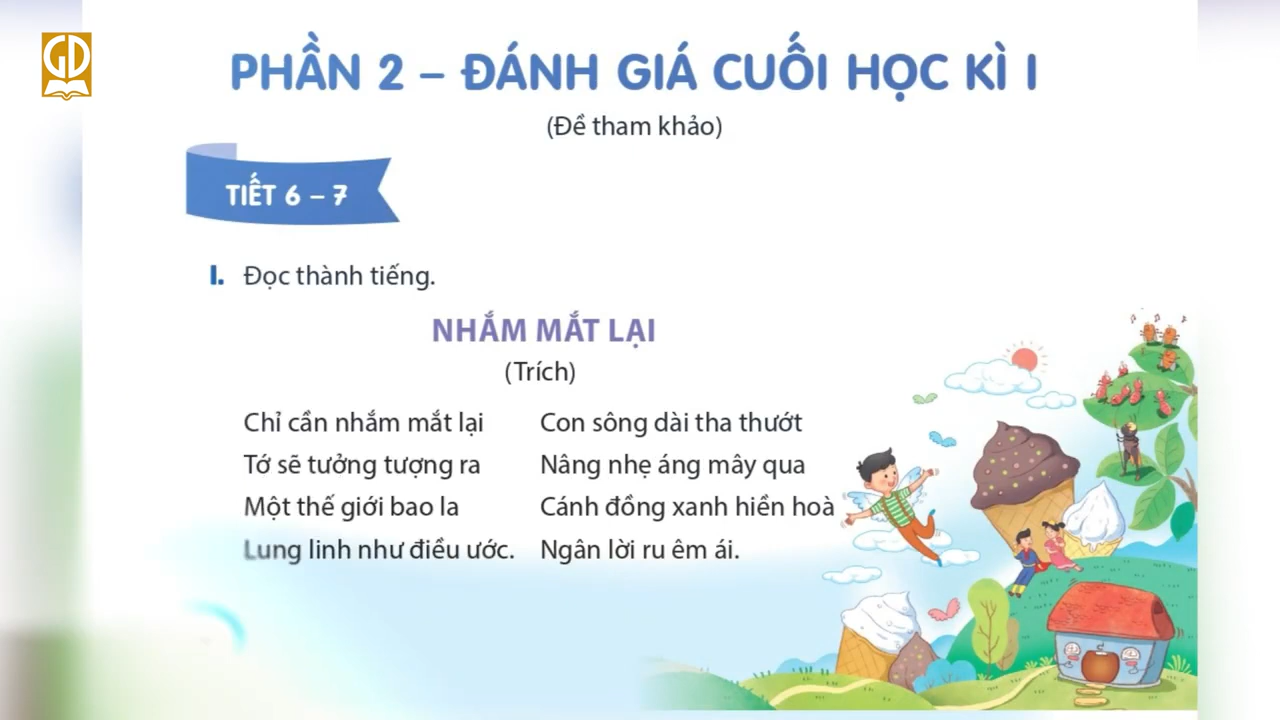 GD
PHẦN 2 – ĐÁNH GIÁ CUỐI HỌC KÌ I
(Đề tham khảo)
TIẾT 6 – 7
I. Đọc thành tiếng.
NHẮM MẮT LẠI
(Trích)
Chỉ cần nhắm mắt lại
Tớ sẽ tưởng tượng ra
Một thế giới bao la
Lung linh như điều ước.
Con sông dài tha thướt
Nâng nhẹ áng mây qua
Cánh đồng xanh hiền hoà
Ngân lời ru êm ái.